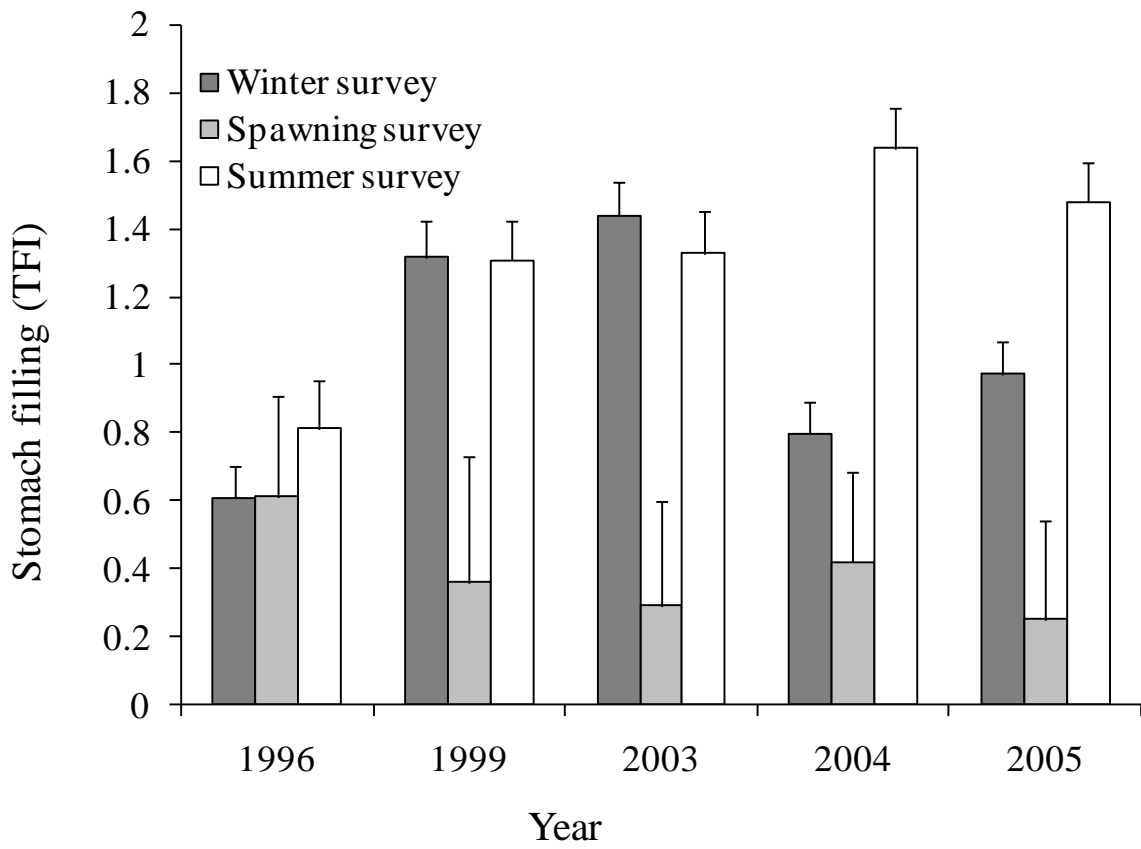 2
1.8
1.6
1.4
1.2
1
0.8
0.6
0.4
0.2
0
Stomach filling (TFI)
Winter survey
Spawning survey
Summer survey
1996 1999 2003 2004 2005
Year